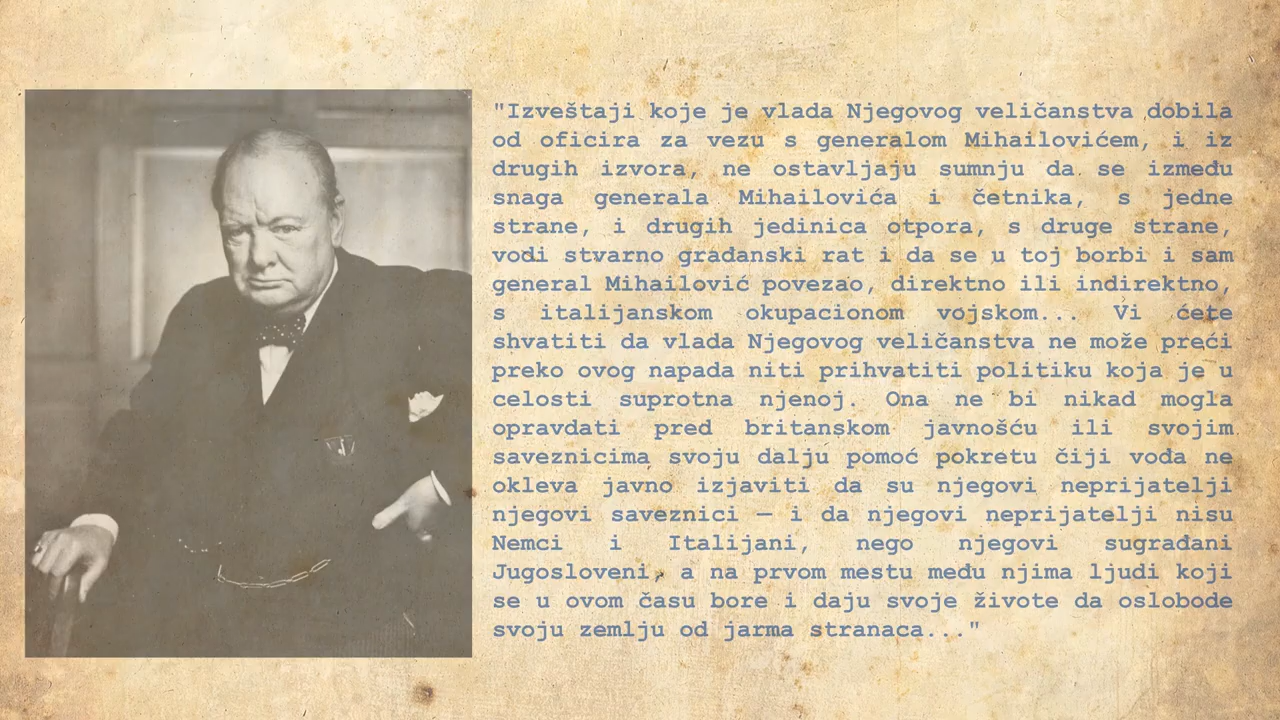 "Izveštaji koje je vlada Njegovog veličanstva dobila
od oficira za vezu s generalom Mihailovićem, i iz
drugih izvora, ne ostavljaju sumnju da se između
snaga generala Mihailovića i četnika, s jedne
strane, i drugih jedinica otpora, s druge strane,
vodi stvarno građanski rat i da se u toj borbi i sam
general Mihailović povezao, direktno ili indirektno,
s italijanskom okupacionom vojskom... Vi ćete
shvatiti da vlada Njegovog veličanstva ne može preći
preko ovog napada niti prihvatiti politiku koja je u
celosti suprotna njenoj. Ona ne bi nikad mogla
opravdati pred britanskom javnošću ili svojim
saveznicima svoju dalju pomoć pokretu čiji vođa ne
okleva javno izjaviti da su njegovi neprijatelji
njegovi saveznici — i da njegovi neprijatelji nisu
Nemci i Italijani, nego njegovi sugrađani
Jugosloveni, a na prvom mestu među njima ljudi koji
se u ovom času bore i daju svoje živote da oslobode
svoju zemlju od jarma stranaca..."